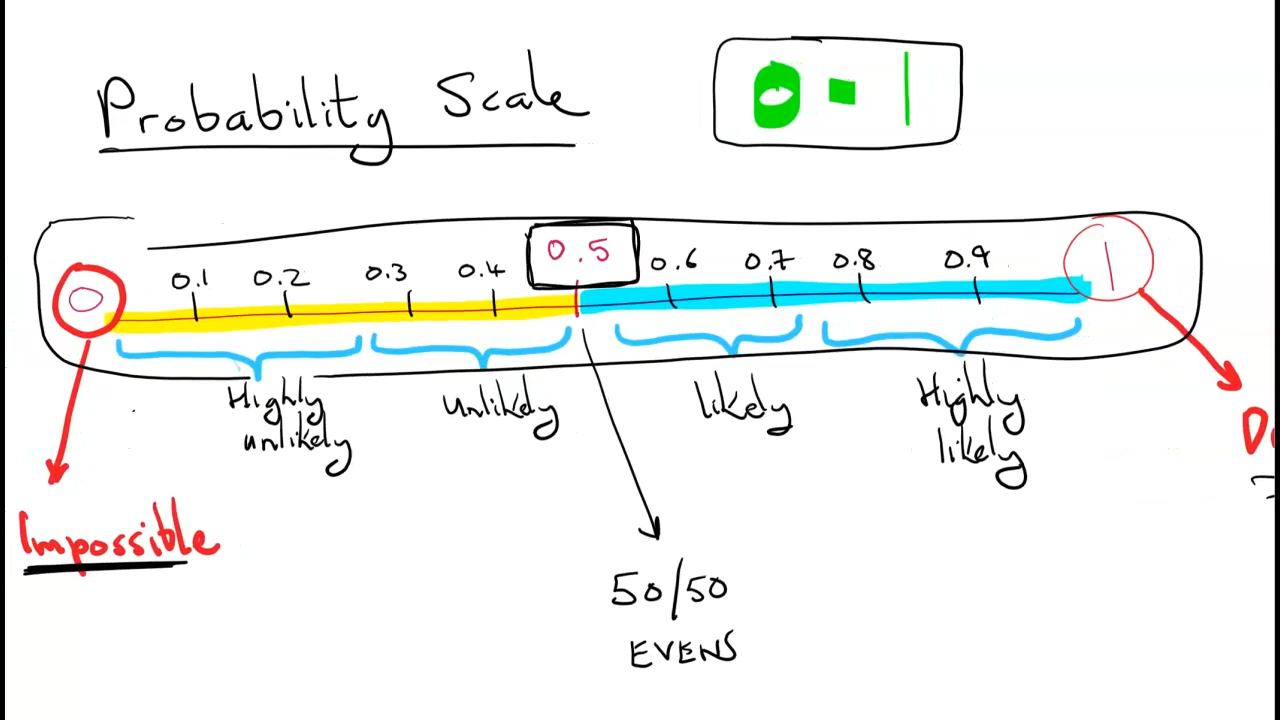 Probability Scale
0 - 1
0 0.1 0.2 0.3 0.4 0.5 0.6 0.7 0.8 0.9 1
Highly
unlikely
Unlikely
likely
Highly
likely
Impossible
50/50
EVENS